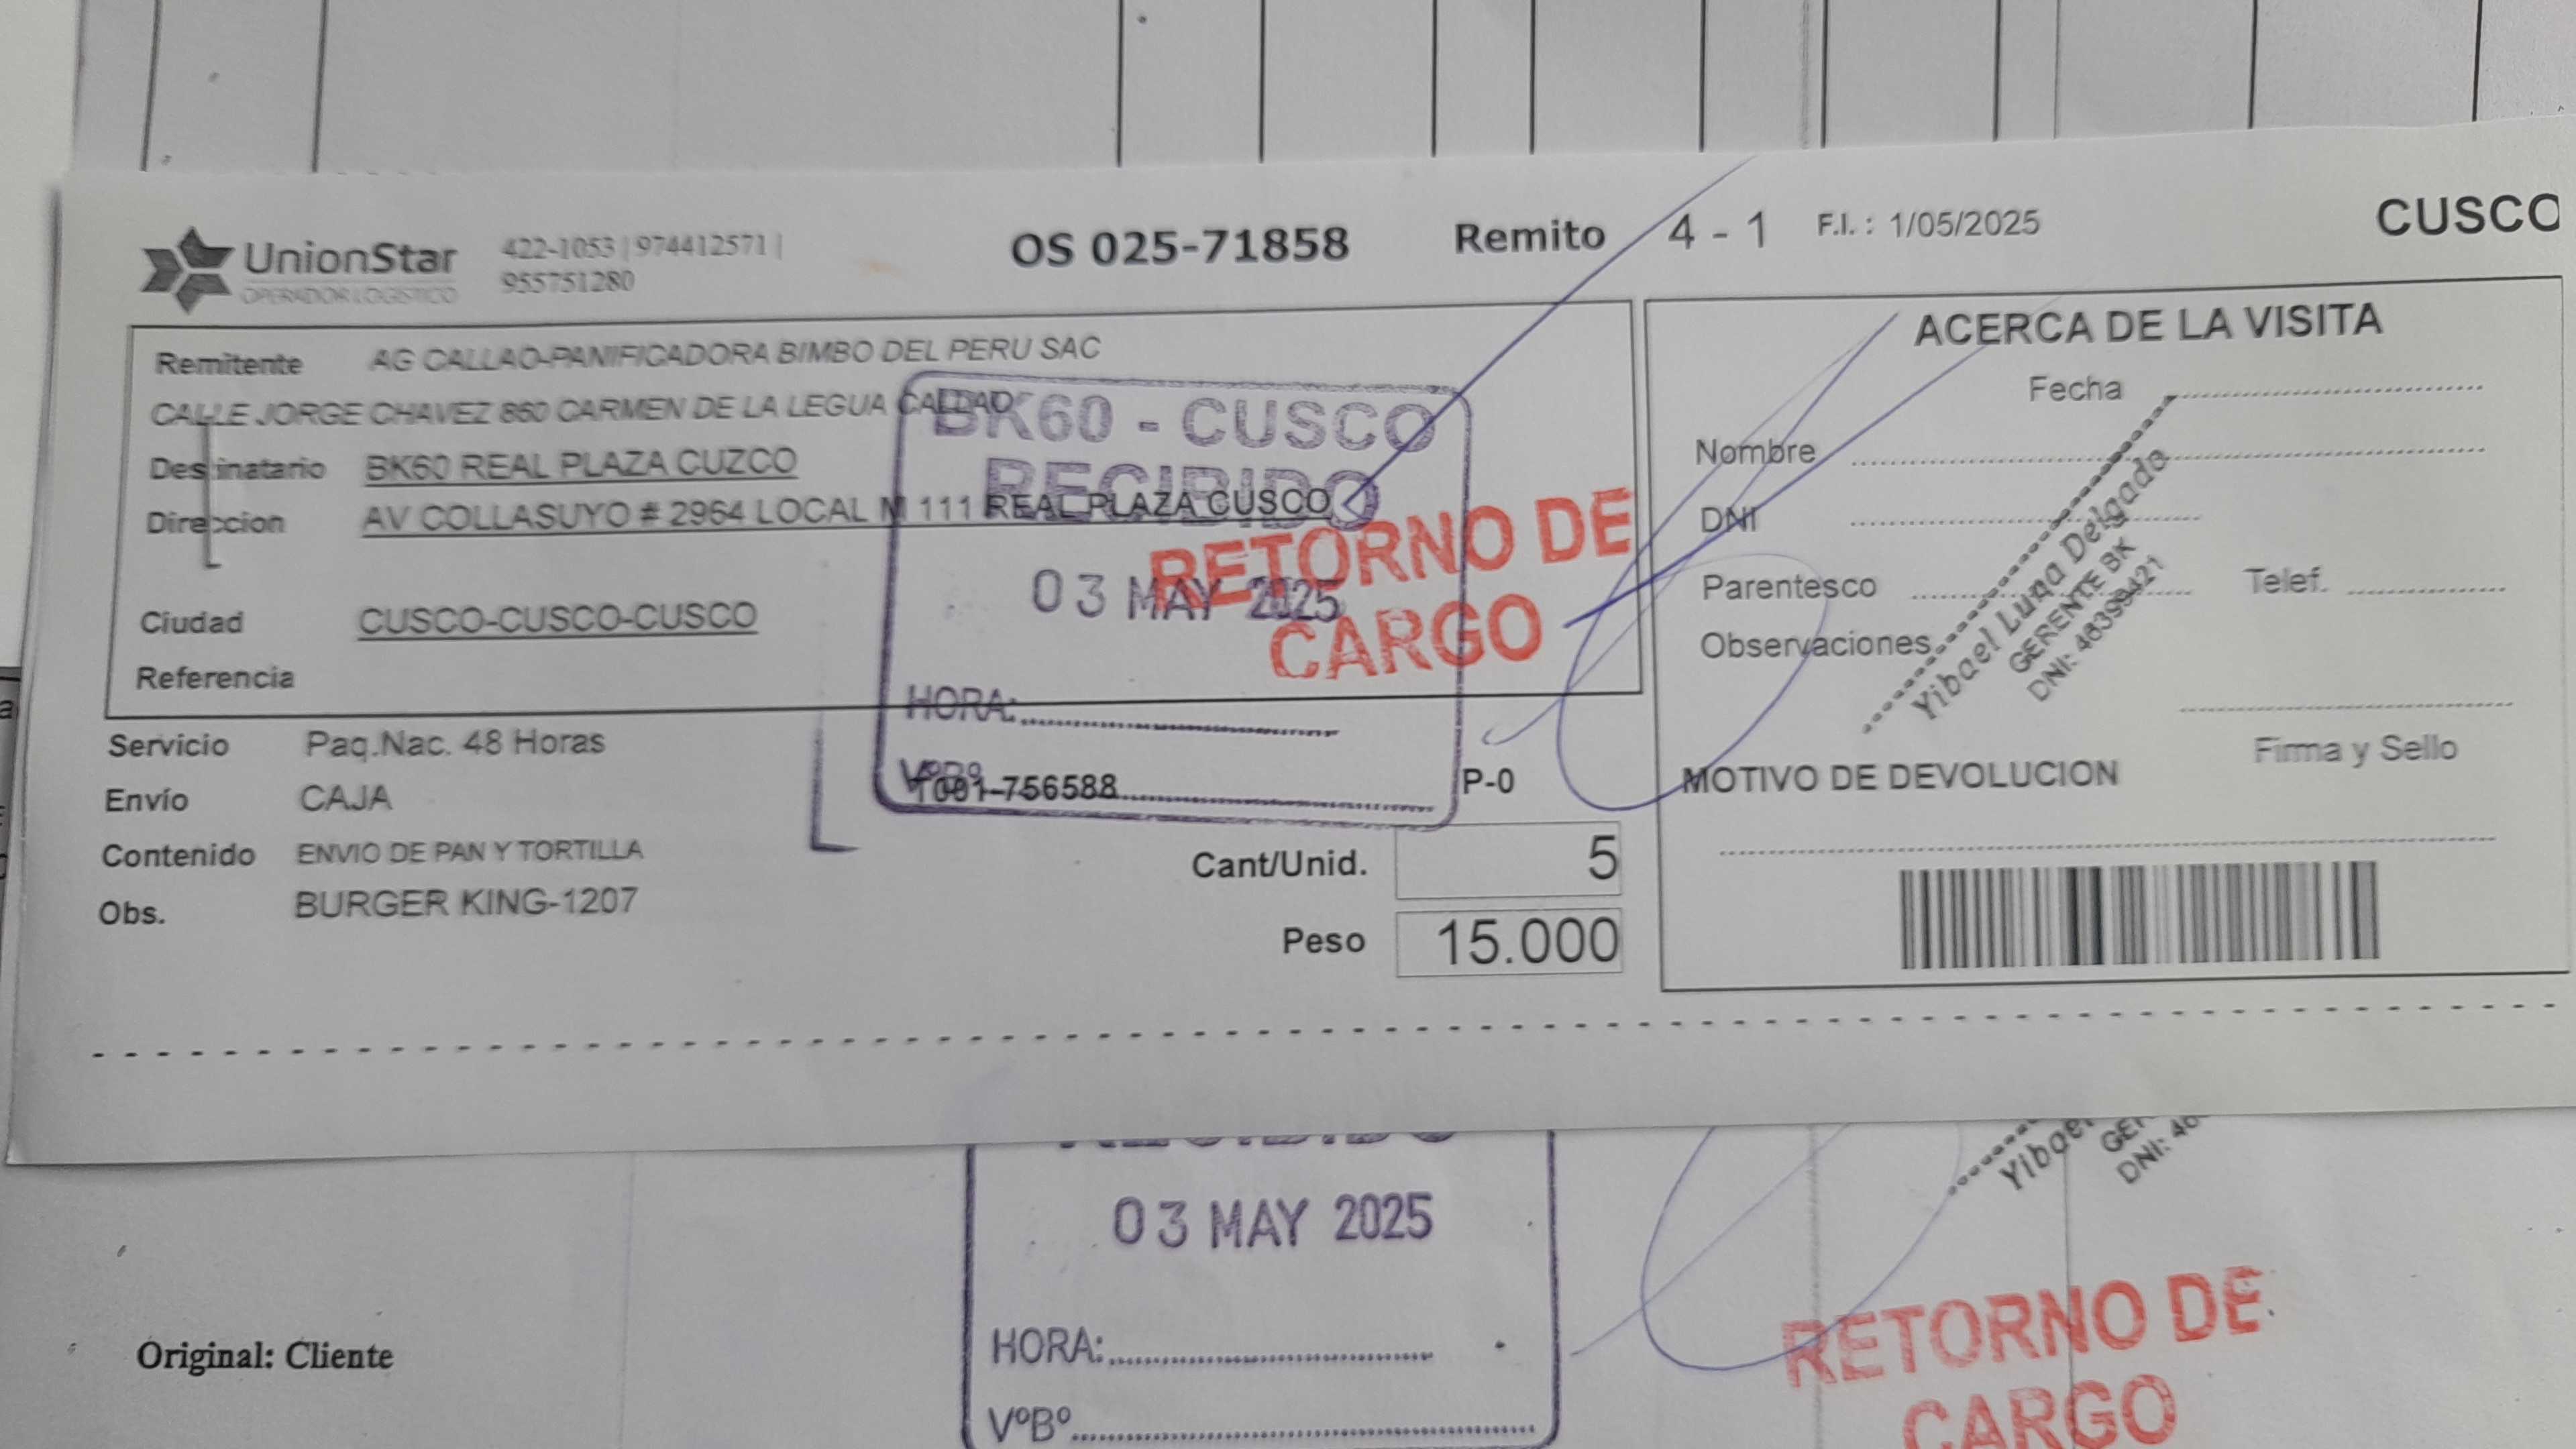 UnionStar
OPERADOR LOGISTICO
422-1053 | 974412571 |
955751280
OS 025-71858
Remito 4 - 1
F.I. : 1/05/2025
CUSCO
Remitente AG CALLAO-PANIFICADORA BIMBO DEL PERU SAC
CALLE JORGE CHAVEZ 860 CARMEN DE LA LEGUA CALLAO
Destinatario BK60 REAL PLAZA CUZCO
Direccion AV COLLASUYO # 2964 LOCAL M 111 REAL PLAZA CUSCO
Ciudad CUSCO-CUSCO-CUSCO
Referencia
BK60 - CUSCO
RECIBIDO
03 MAY 2025
HORA:
VºBº
RETORNO DE
CARGO
Servicio Paq.Nac. 48 Horas
Envío CAJA
T091-756588
P-0
Contenido ENVIO DE PAN Y TORTILLA
Obs. BURGER KING-1207
Cant/Unid. 5
Peso 15.000
ACERCA DE LA VISITA
Fecha
Nombre
DNI
Parentesco
Telef.
Observaciones
Yibael Luna Delgado
GERENTE BK
Firma y Sello
MOTIVO DE DEVOLUCION
RECIBIDO
03 MAY 2025
HORA:
VºBº
Original: Cliente
Yibael
GER
DNI: 46
RETORNO DE
CARGO